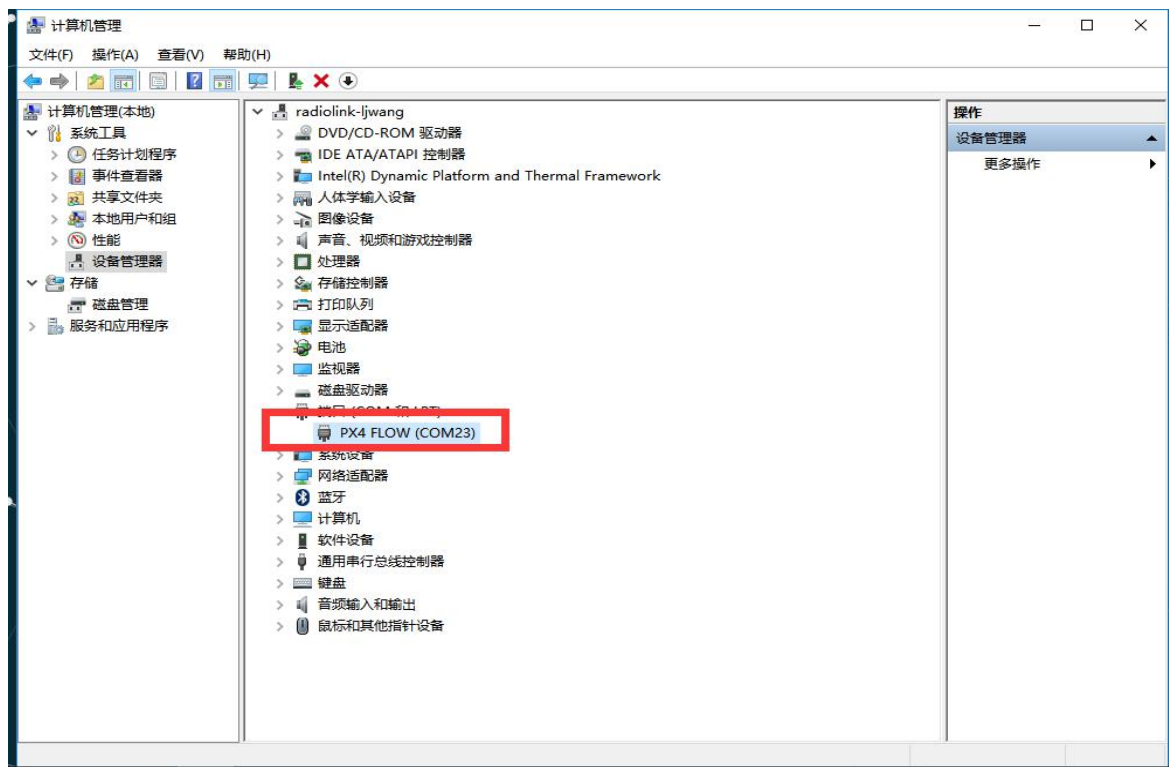 计算机管理
文件(F) 操作(A) 查看(V) 帮助(H)
计算机管理(本地)
系统工具
任务计划程序
事件查看器
共享文件夹
本地用户和组
性能
设备管理器
存储
磁盘管理
服务和应用程序
radiolink-ljwang
DVD/CD-ROM 驱动器
IDE ATA/ATAPI 控制器
Intel(R) Dynamic Platform and Thermal Framework
人体学输入设备
图像设备
声音、视频和游戏控制器
处理器
存储控制器
打印队列
显示适配器
电池
监视器
磁盘驱动器
端口 (COM 和 LPT)
PX4 FLOW (COM23)
系统设备
网络适配器
蓝牙
计算机
软件设备
通用串行总线控制器
键盘
音频输入和输出
鼠标和其他指针设备
操作
设备管理器
更多操作